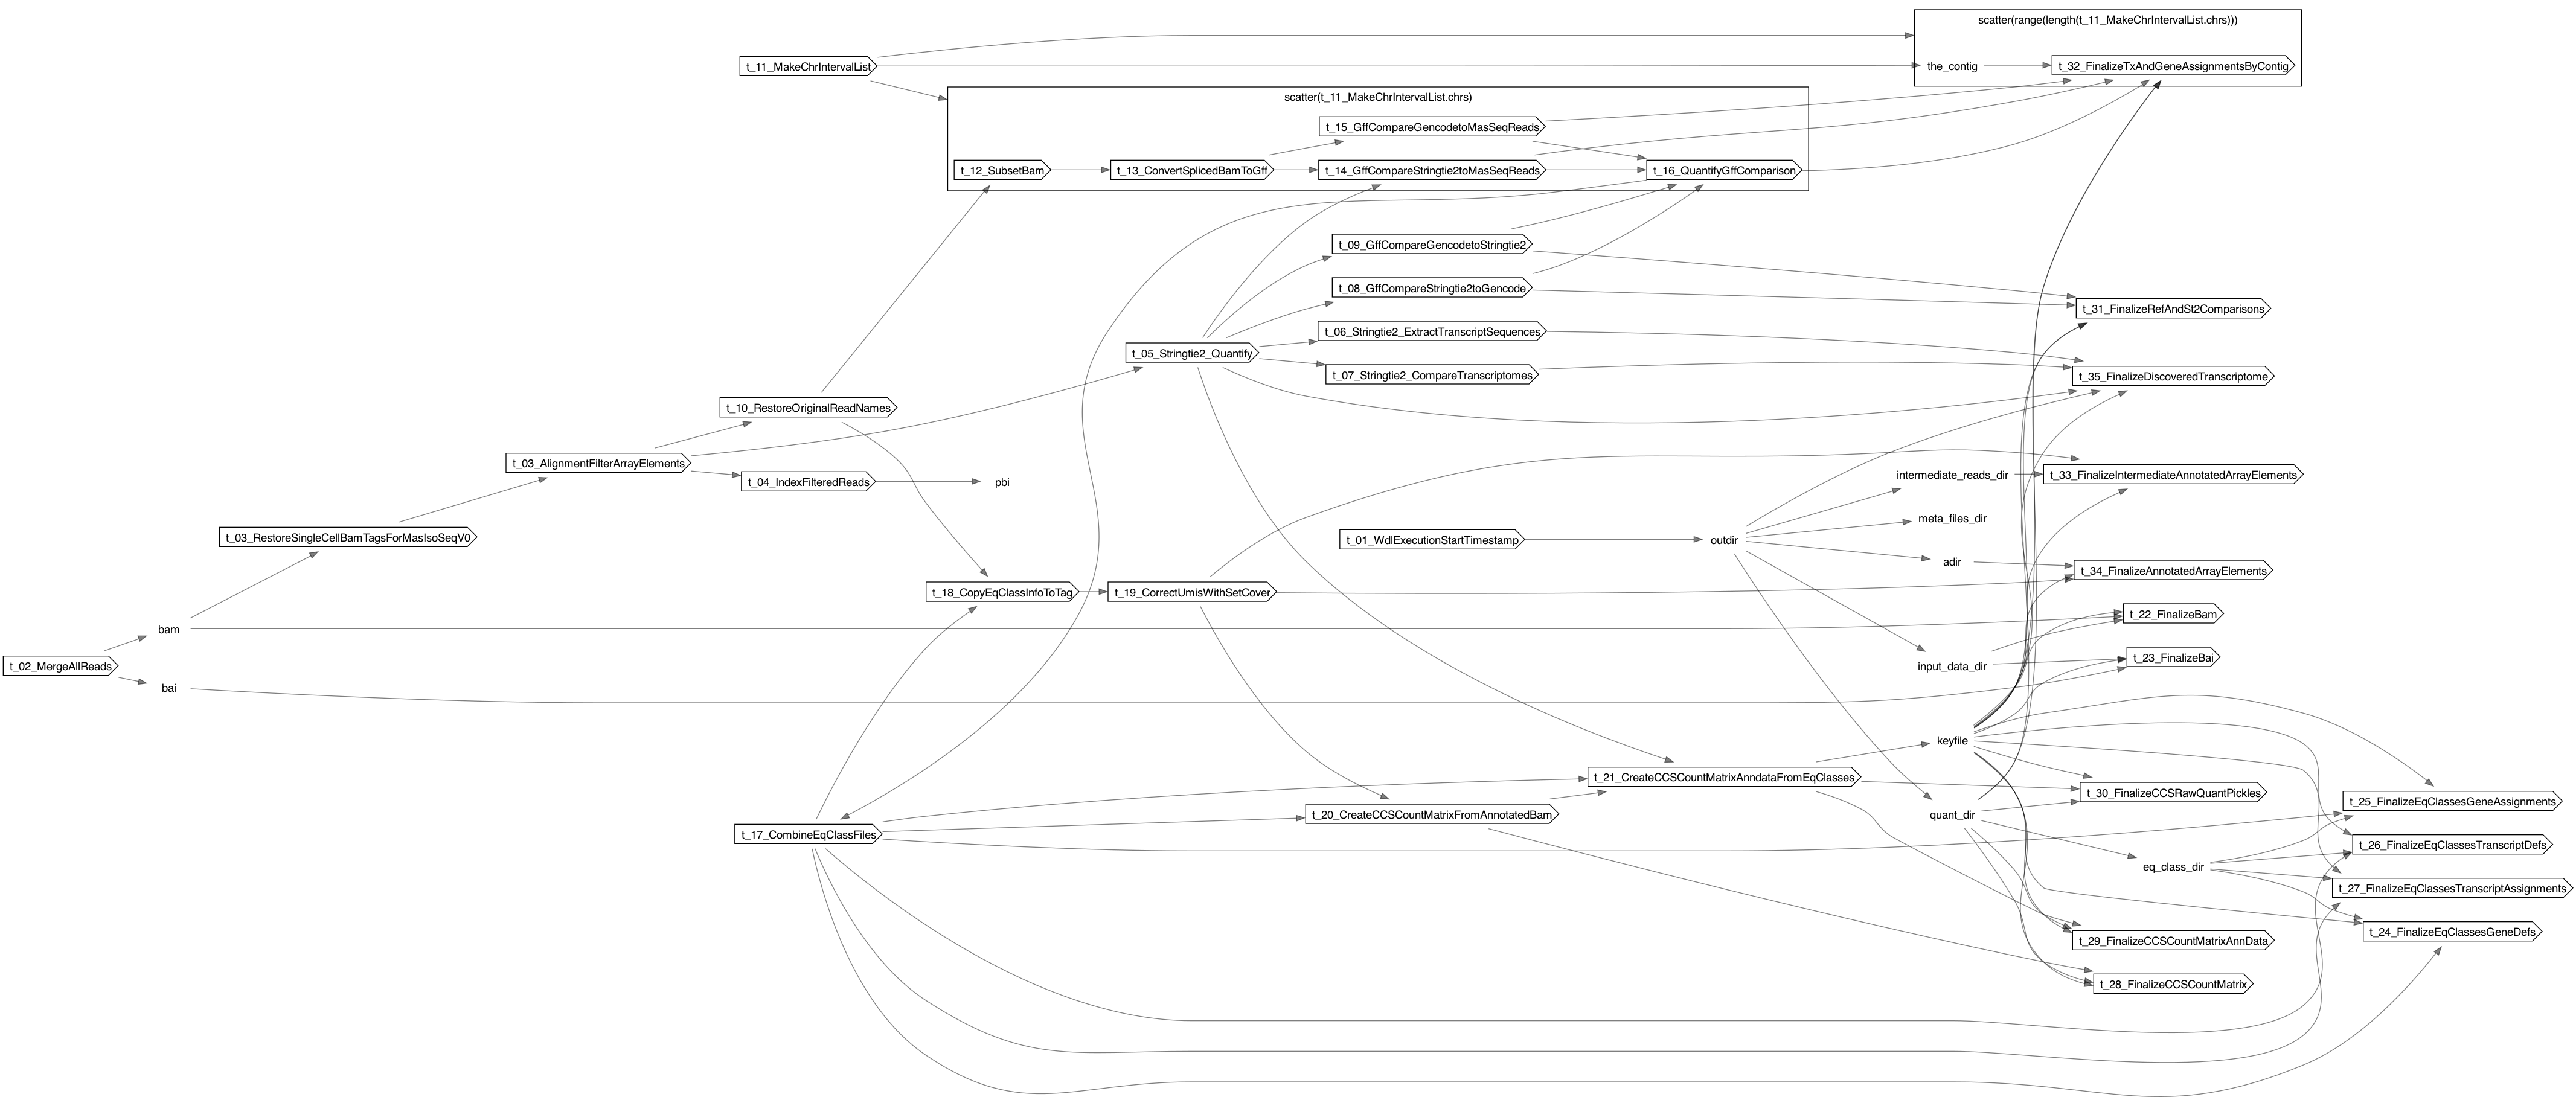 scatter(range(length(t_11_MakeChrIntervalList.chrs)))
t_11_MakeChrIntervalList
the_contig
t_32_FinalizeTxAndGeneAssignmentsByContig
scatter(t_11_MakeChrIntervalList.chrs)
t_15_GffCompareGencodetoMasSeqReads
t_12_SubsetBam
t_13_ConvertSplicedBamToGff
t_14_GffCompareStringtie2toMasSeqReads
t_16_QuantifyGffComparison
t_09_GffCompareGencodetoStringtie2
t_08_GffCompareStringtie2toGencode
t_31_FinalizeRefAndSt2Comparisons
t_06_Stringtie2_ExtractTranscriptSequences
t_05_Stringtie2_Quantify
t_07_Stringtie2_CompareTranscriptomes
t_35_FinalizeDiscoveredTranscriptome
t_10_RestoreOriginalReadNames
t_03_AlignmentFilterArrayElements
t_04_IndexFilteredReads
pbi
intermediate_reads_dir
t_33_FinalizeIntermediateAnnotatedArrayElements
meta_files_dir
t_03_RestoreSingleCellBamTagsForMasIsoSeqV0
t_01_WdlExecutionStartTimestamp
outdir
adir
t_34_FinalizeAnnotatedArrayElements
t_18_CopyEqClassInfoToTag
t_19_CorrectUmisWithSetCover
t_22_FinalizeBam
bam
t_02_MergeAllReads
input_data_dir
t_23_FinalizeBai
bai
keyfile
t_21_CreateCCSCountMatrixAnndataFromEqClasses
t_30_FinalizeCCSRawQuantPickles
t_25_FinalizeEqClassesGeneAssignments
t_20_CreateCCSCountMatrixFromAnnotatedBam
quant_dir
t_17_CombineEqClassFiles
t_26_FinalizeEqClassesTranscriptDefs
eq_class_dir
t_27_FinalizeEqClassesTranscriptAssignments
t_24_FinalizeEqClassesGeneDefs
t_29_FinalizeCCSCountMatrixAnnData
t_28_FinalizeCCSCountMatrix